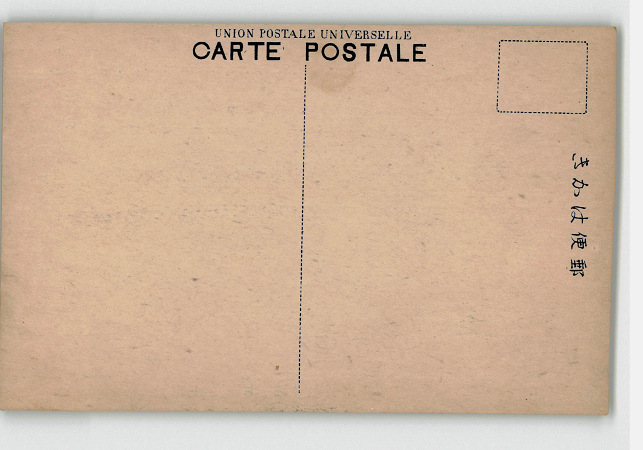 UNION POSTALE UNIVERSELLE
CARTE POSTALE
郵便はかき